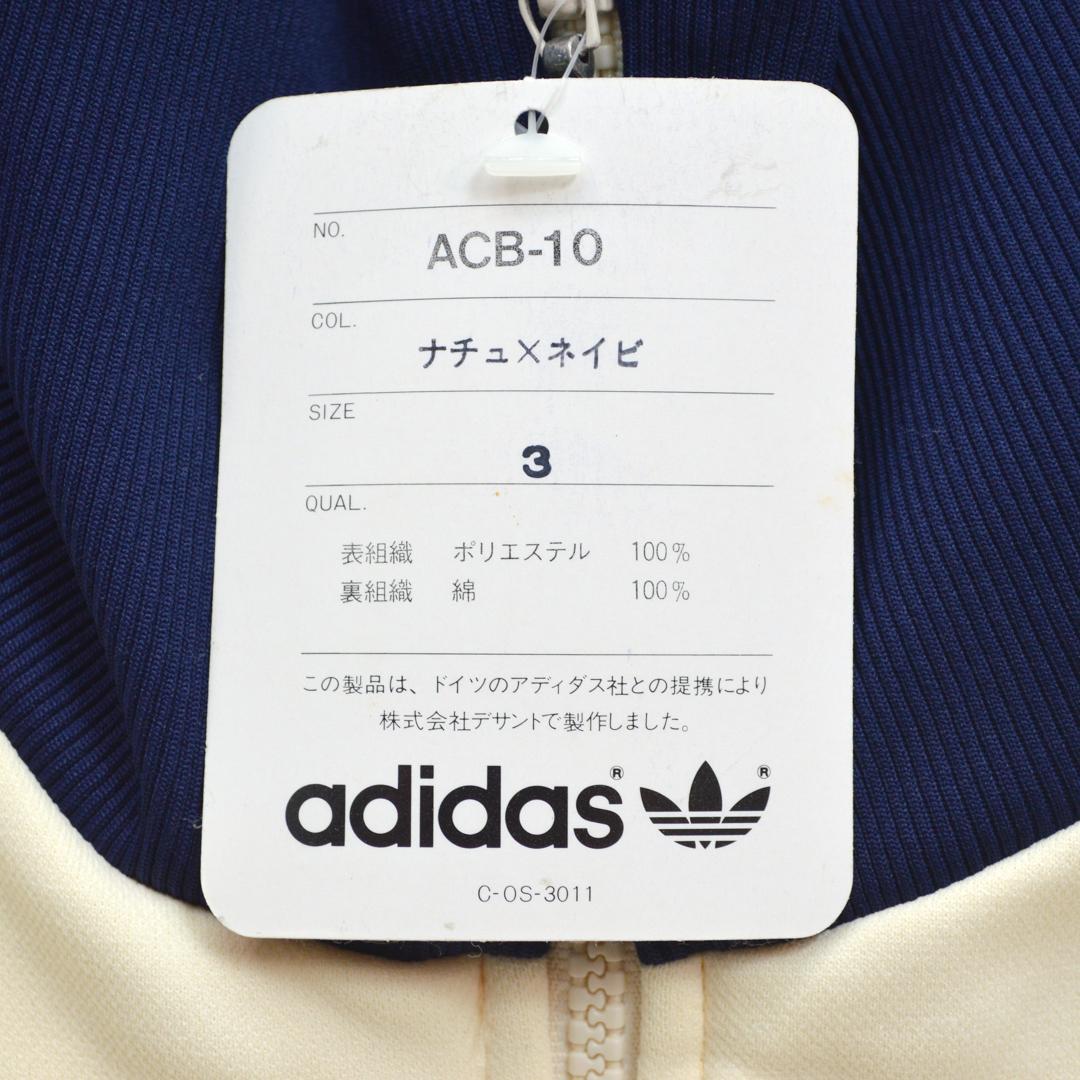 NO. ACB-10
COL. ナチュ×ネイビ
SIZE 3
QUAL.
表組織 ポリエステル 100%
裏組織 綿 100%
この製品は、ドイツのアディダス社との提携により
株式会社デサントで製作しました。
adidas® ®
C-OS-3011